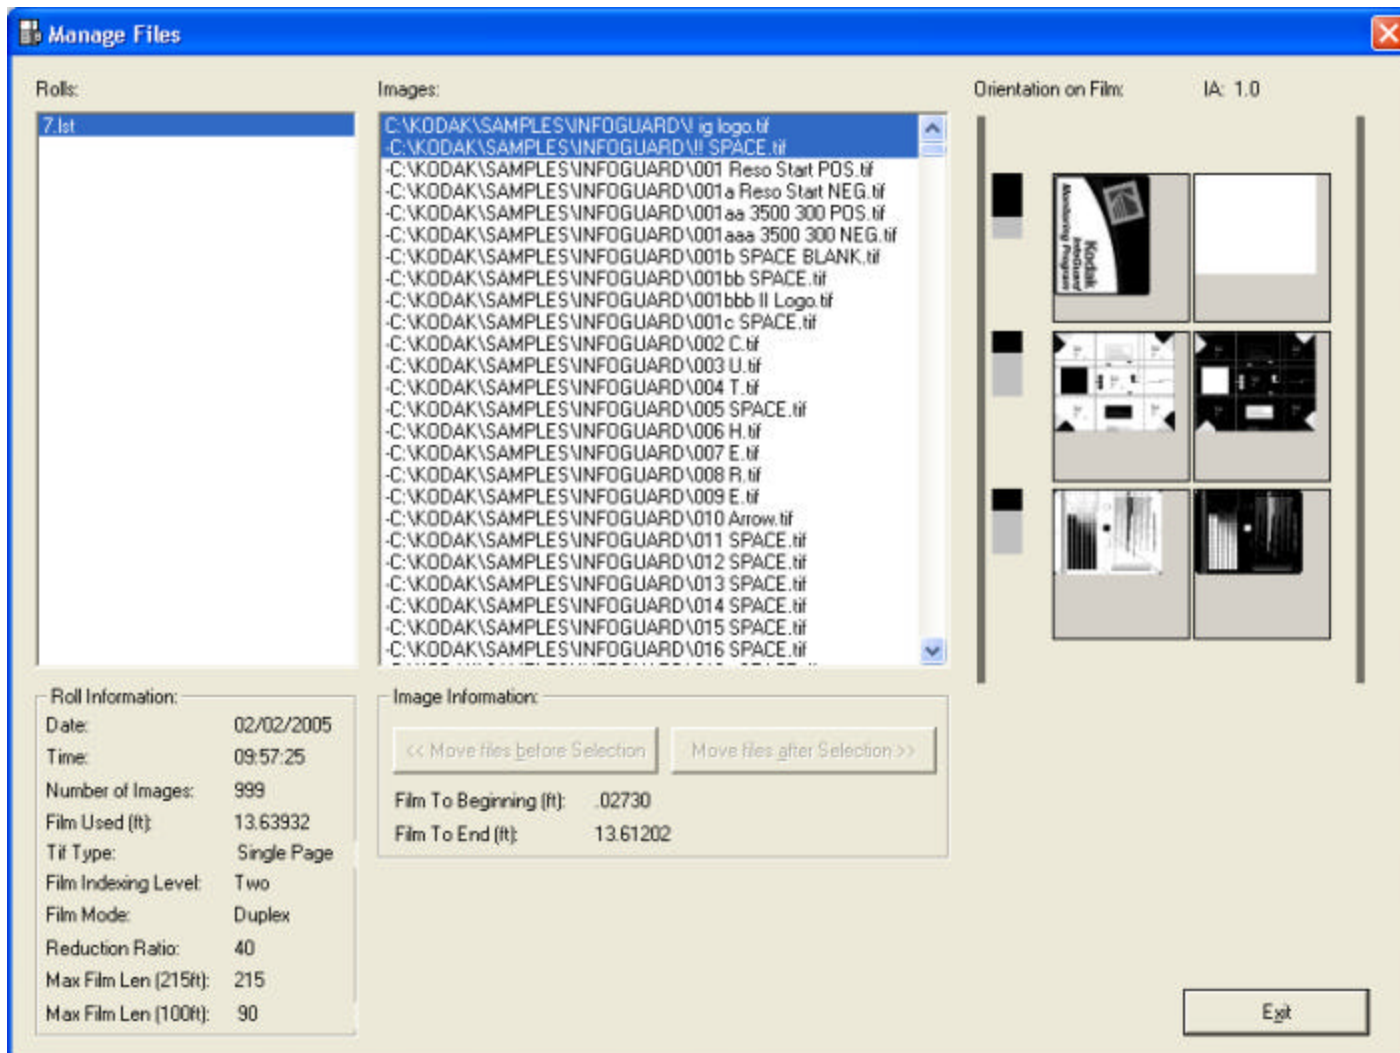 Manage Files
Rolls:
7.lst
Images:
C:\KODAK\SAMPLES\INFOGUARD\! ig logo.tif
-C:\KODAK\SAMPLES\INFOGUARD\!! SPACE.tif
-C:\KODAK\SAMPLES\INFOGUARD\001 Reso Start POS.tif
-C:\KODAK\SAMPLES\INFOGUARD\001a Reso Start NEG.tif
-C:\KODAK\SAMPLES\INFOGUARD\001aa 3500 300 POS.tif
-C:\KODAK\SAMPLES\INFOGUARD\001aaa 3500 300 NEG.tif
-C:\KODAK\SAMPLES\INFOGUARD\001b SPACE BLANK.tif
-C:\KODAK\SAMPLES\INFOGUARD\001bb SPACE.tif
-C:\KODAK\SAMPLES\INFOGUARD\001bbb II Logo.tif
-C:\KODAK\SAMPLES\INFOGUARD\001c SPACE.tif
-C:\KODAK\SAMPLES\INFOGUARD\002 C.tif
-C:\KODAK\SAMPLES\INFOGUARD\003 U.tif
-C:\KODAK\SAMPLES\INFOGUARD\004 T.tif
-C:\KODAK\SAMPLES\INFOGUARD\005 SPACE.tif
-C:\KODAK\SAMPLES\INFOGUARD\006 H.tif
-C:\KODAK\SAMPLES\INFOGUARD\007 E.tif
-C:\KODAK\SAMPLES\INFOGUARD\008 R.tif
-C:\KODAK\SAMPLES\INFOGUARD\009 E.tif
-C:\KODAK\SAMPLES\INFOGUARD\010 Arrow.tif
-C:\KODAK\SAMPLES\INFOGUARD\011 SPACE.tif
-C:\KODAK\SAMPLES\INFOGUARD\012 SPACE.tif
-C:\KODAK\SAMPLES\INFOGUARD\013 SPACE.tif
-C:\KODAK\SAMPLES\INFOGUARD\014 SPACE.tif
-C:\KODAK\SAMPLES\INFOGUARD\015 SPACE.tif
-C:\KODAK\SAMPLES\INFOGUARD\016 SPACE.tif
Orientation on Film: IA: 1.0
Kodak
InfoGuard
Monitoring Program
Roll Information:
Date: 02/02/2005
Time: 09:57:25
Number of Images: 999
Film Used (ft): 13.63932
Tif Type: Single Page
Film Indexing Level: Two
Film Mode: Duplex
Reduction Ratio: 40
Max Film Len (215ft): 215
Max Film Len (100ft): 90
Image Information:
<< Move files before Selection
Move files after Selection >>
Film To Beginning (ft): .02730
Film To End (ft): 13.61202
Exit